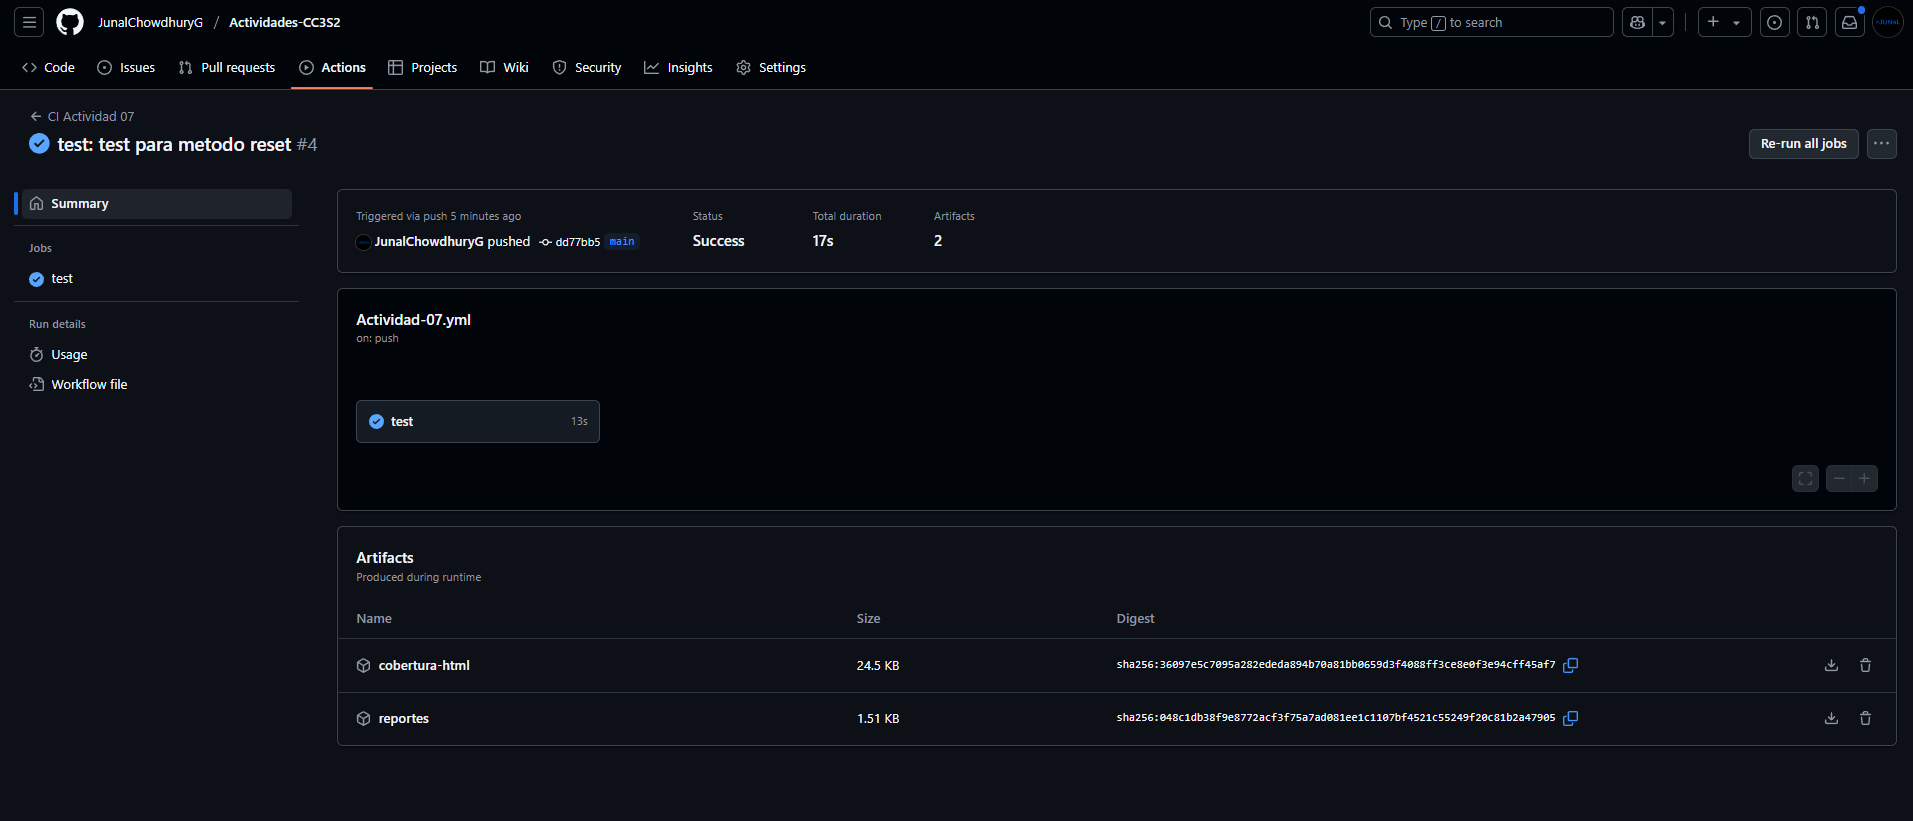 JunalChowdhuryG / Actividades-CC3S2
Type / to search
Code Issues Pull requests Actions Projects Wiki Security Insights Settings
CI Actividad 07
test: test para metodo reset #4
Re-run all jobs
Summary
Jobs
test
Run details
Usage
Workflow file
Triggered via push 5 minutes ago
JunalChowdhuryG pushed dd77bb5 main
Status
Success
Total duration
17s
Artifacts
2
Actividad-07.yml
on: push
test 13s
Artifacts
Produced during runtime
Name Size Digest
cobertura-html 24.5 KB sha256:36097e5c7095a282ededa894b70a81bb0659d3f4088ff3ce8e0f3e94cff45af7
reportes 1.51 KB sha256:048c1db38f9e8772acf3f75a7ad081ee1c1107bf4521c55249f20c81b2a47905